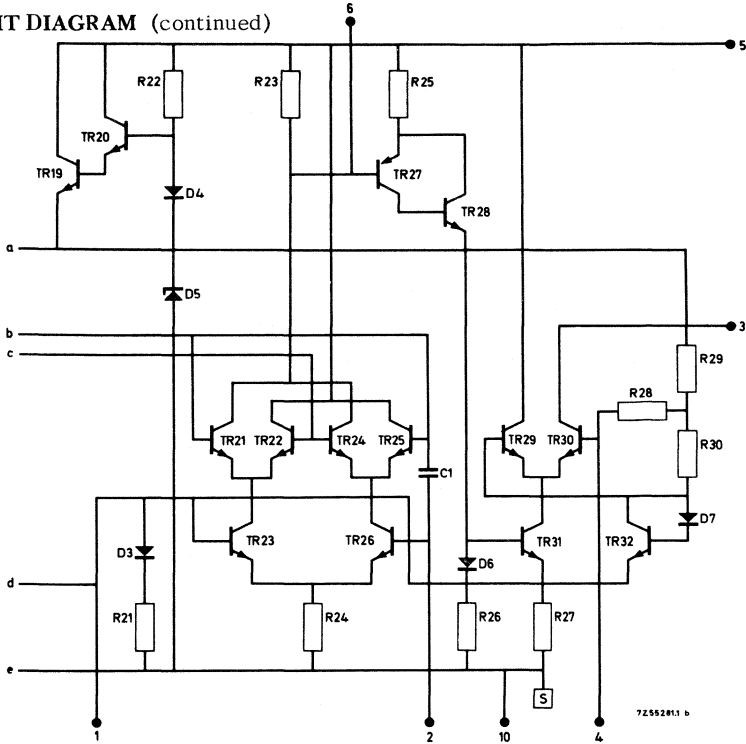 IT DIAGRAM (continued)
6
5
R22
R23
R25
TR20
TR19
TR27
D4
TR28
a
D5
b
3
c
R29
R28
TR21
TR22
TR24
TR25
TR29
TR30
R30
C1
D7
TR23
TR26
TR31
TR32
D3
D6
d
R21
R24
R26
R27
e
S
7Z55281.1 b
1
2
10
4